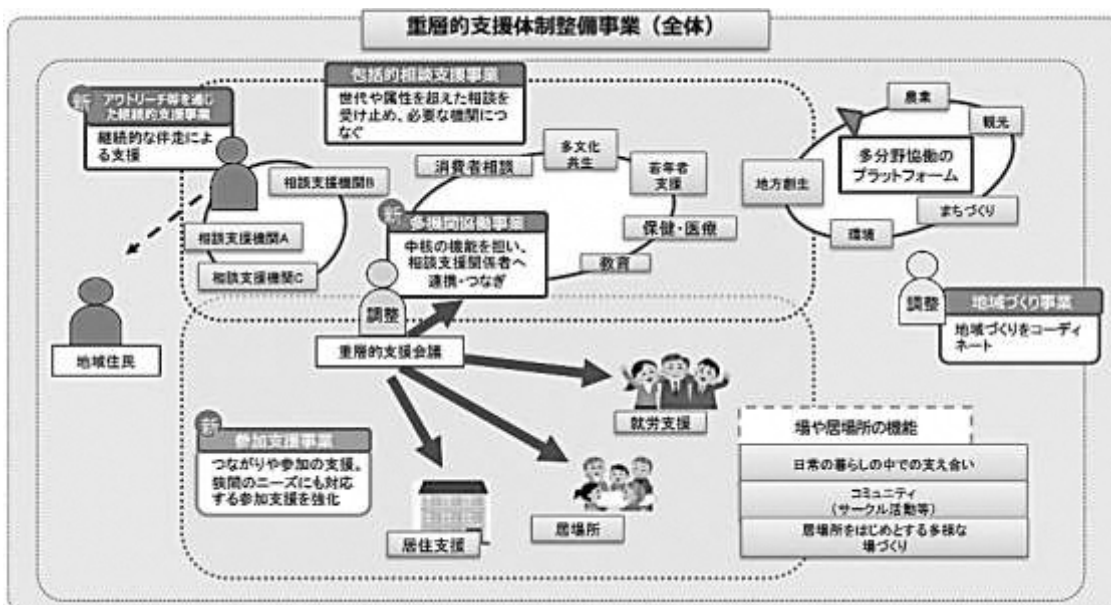 重層的支援体制整備事業（全体）
新
アウトリーチ等を通じ
た継続的支援事業
継続的な伴走によ
る支援
包括的相談支援事業
世代や属性を超えた相談を
受け止め、必要な機関につ
なぐ
相談支援機関B
相談支援機関A
相談支援機関C
消費者相談
多文化
共生
若年者
支援
保健・医療
教育
新
多機関協働事業
中核の機能を担い、
相談支援関係者へ
連携・つなぎ
調整
重層的支援会議
地域住民
農業
観光
多分野協働の
プラットフォーム
地方創生
まちづくり
環境
調整
地域づくり事業
地域づくりをコーディ
ネート
新
参加支援事業
つながりや参加の支援。
狭間のニーズにも対応
する参加支援を強化
就労支援
居場所
居住支援
場や居場所の機能
日常の暮らしの中での支え合い
コミュニティ
（サークル活動等）
居場所をはじめとする多様な
場づくり